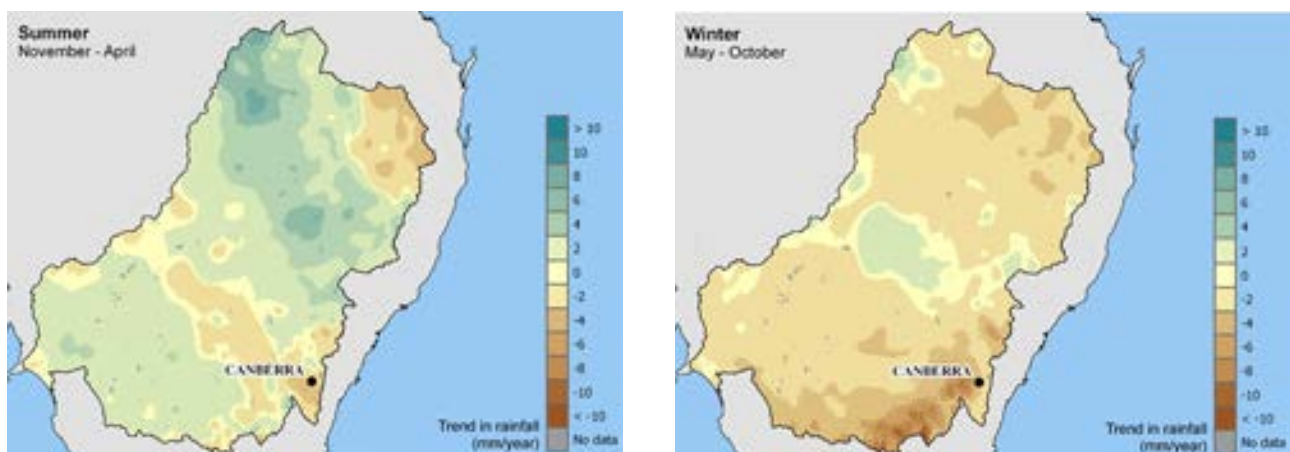 Summer
November - April
> 10
10
8
6
4
2
0
-2
-4
-6
-8
-10
< -10
No data
Trend in rainfall
(mm/year)
CANBERRA
Winter
May - October
> 10
10
8
6
4
2
0
-2
-4
-6
-8
-10
< -10
No data
Trend in rainfall
(mm/year)
CANBERRA